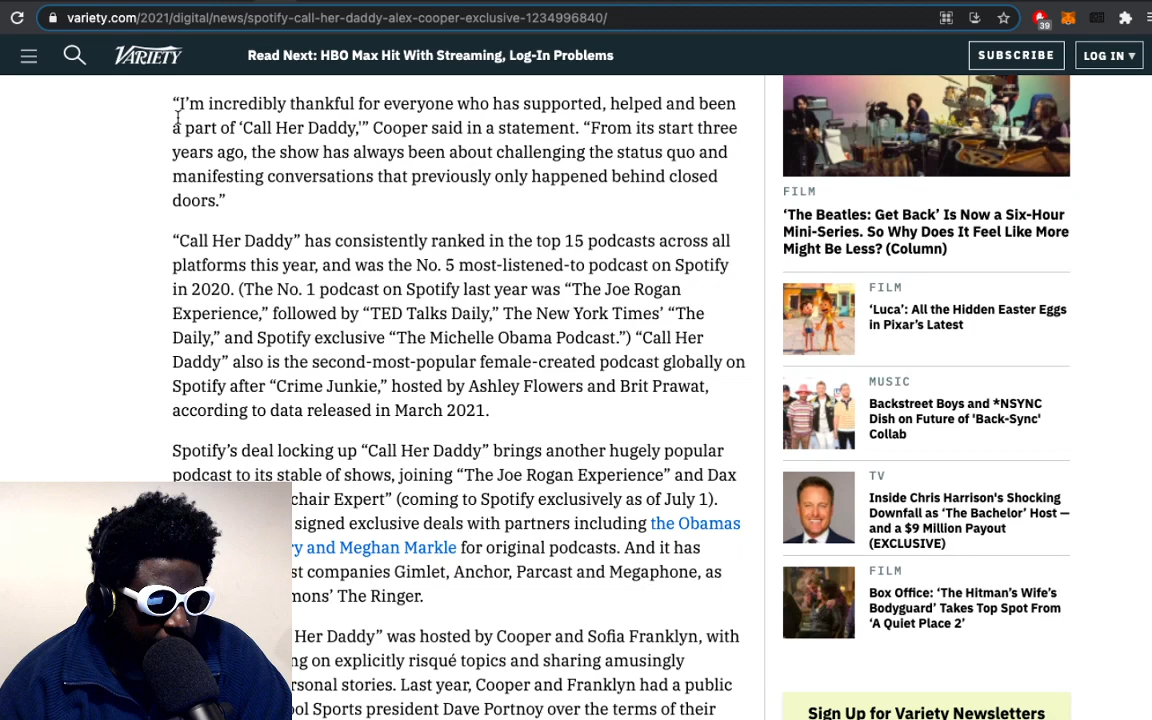 variety.com/2021/digital/news/spotify-call-her-daddy-alex-cooper-exclusive-1234996840/
39
VARIETY
Read Next: HBO Max Hit With Streaming, Log-In Problems
SUBSCRIBE
LOG IN ▾
“I’m incredibly thankful for everyone who has supported, helped and been
a part of ‘Call Her Daddy,'” Cooper said in a statement. “From its start three
years ago, the show has always been about challenging the status quo and
manifesting conversations that previously only happened behind closed
doors.”
“Call Her Daddy” has consistently ranked in the top 15 podcasts across all
platforms this year, and was the No. 5 most-listened-to podcast on Spotify
in 2020. (The No. 1 podcast on Spotify last year was “The Joe Rogan
Experience,” followed by “TED Talks Daily,” The New York Times’ “The
Daily,” and Spotify exclusive “The Michelle Obama Podcast.”) “Call Her
Daddy” also is the second-most-popular female-created podcast globally on
Spotify after “Crime Junkie,” hosted by Ashley Flowers and Brit Prawat,
according to data released in March 2021.
Spotify’s deal locking up “Call Her Daddy” brings another hugely popular
podcast to its stable of shows, joining “The Joe Rogan Experience” and Dax
chair Expert” (coming to Spotify exclusively as of July 1).
signed exclusive deals with partners including the Obamas
ry and Meghan Markle for original podcasts. And it has
st companies Gimlet, Anchor, Parcast and Megaphone, as
mons’ The Ringer.
Her Daddy” was hosted by Cooper and Sofia Franklyn, with
ng on explicitly risqué topics and sharing amusingly
rsonal stories. Last year, Cooper and Franklyn had a public
ol Sports president Dave Portnoy over the terms of their
FILM
‘The Beatles: Get Back’ Is Now a Six-Hour
Mini-Series. So Why Does It Feel Like More
Might Be Less? (Column)
FILM
‘Luca’: All the Hidden Easter Eggs
in Pixar’s Latest
MUSIC
Backstreet Boys and *NSYNC
Dish on Future of 'Back-Sync'
Collab
TV
Inside Chris Harrison's Shocking
Downfall as ‘The Bachelor’ Host —
and a $9 Million Payout
(EXCLUSIVE)
FILM
Box Office: ‘The Hitman’s Wife’s
Bodyguard’ Takes Top Spot From
‘A Quiet Place 2’
Sign Up for Variety Newsletters